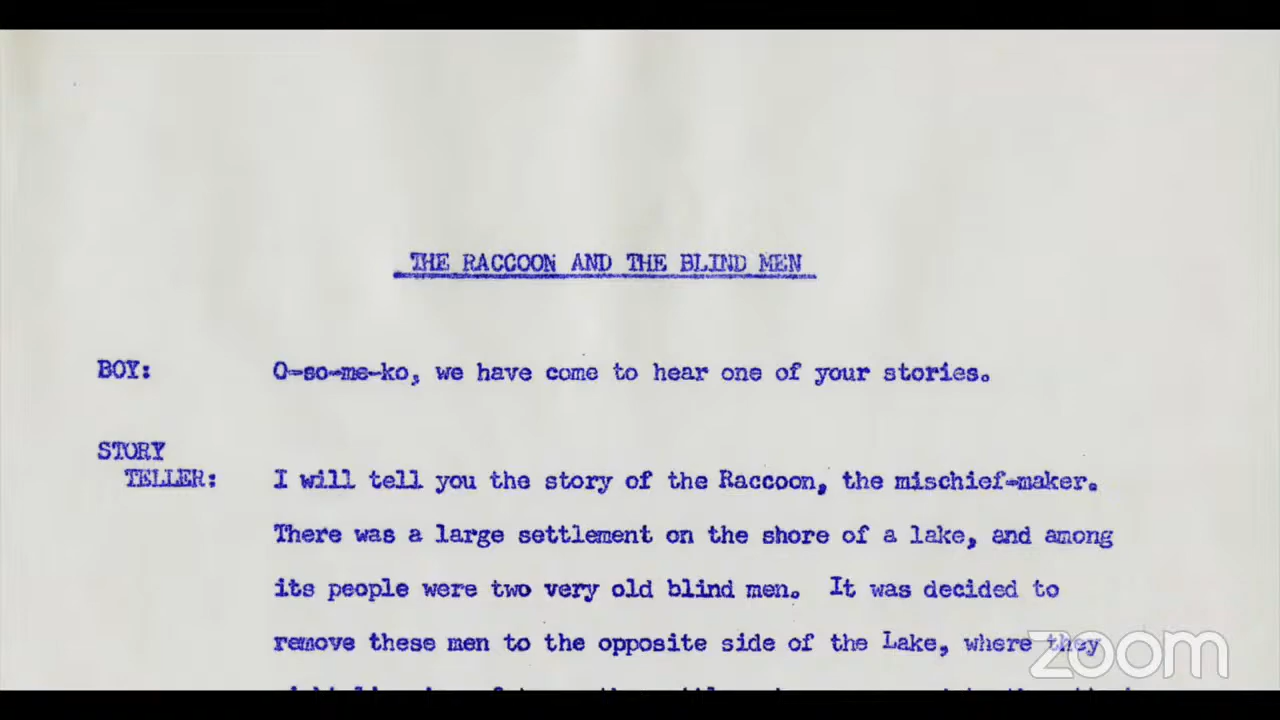 THE RACCOON AND THE BLIND MEN
BOY: O-so-me-ko, we have come to hear one of your stories.
STORY
TELLER: I will tell you the story of the Raccoon, the mischief-maker.
There was a large settlement on the shore of a lake, and among
its people were two very old blind men. It was decided to
remove these men to the opposite side of the Lake, where they
zoom